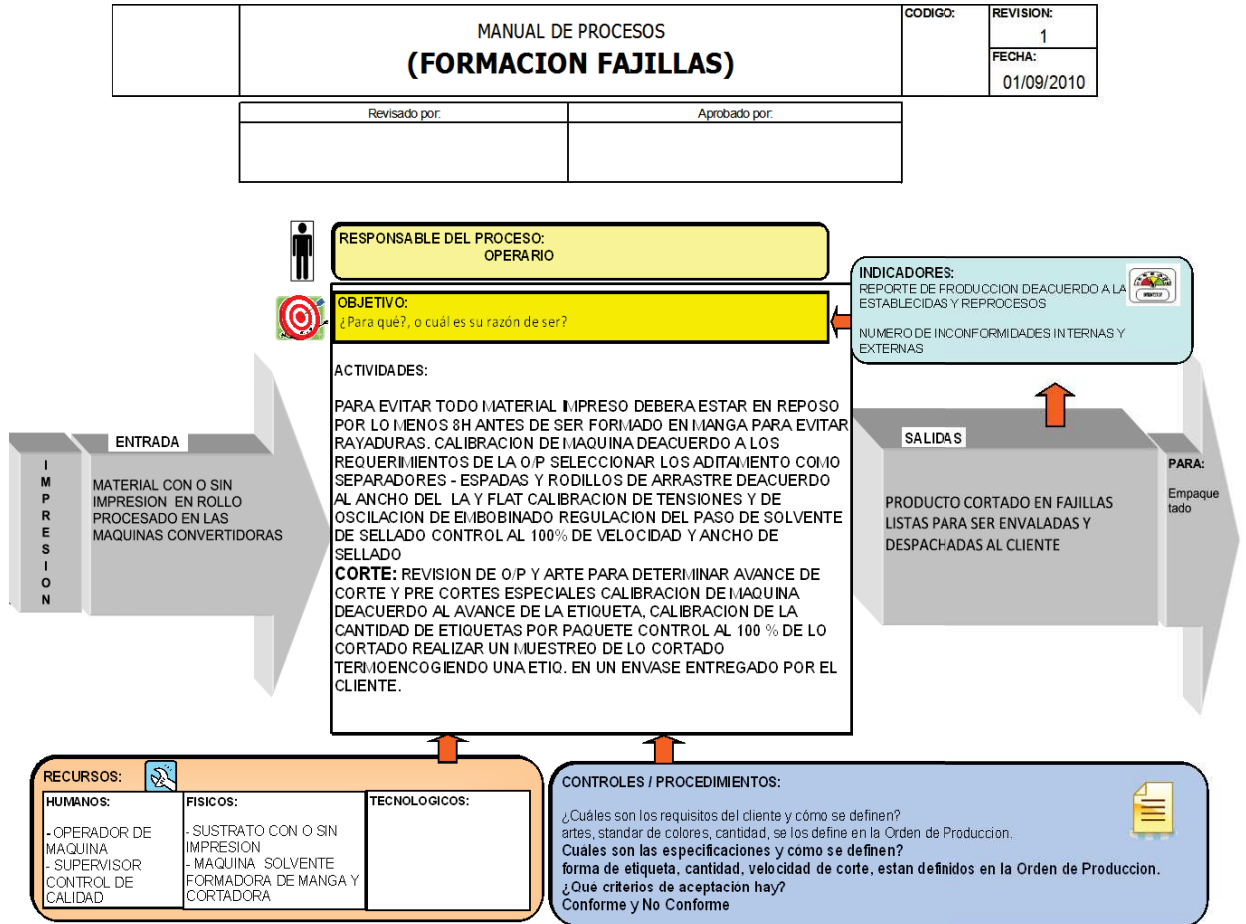 MANUAL DE PROCESOS
(FORMACION FAJILLAS)
CODIGO:
REVISION:
1
FECHA:
01/09/2010
Revisado por:
Aprobado por:
RESPONSABLE DEL PROCESO:
OPERARIO
OBJETIVO:
¿Para qué?, o cuál es su razón de ser?
INDICADORES:
REPORTE DE PRODUCCION DEACUERDO A LA
ESTABLECIDAS Y REPROCESOS
NUMERO DE INCONFORMIDADES INTERNAS Y
EXTERNAS
IMPRESION
ENTRADA
MATERIAL CON O SIN
IMPRESION EN ROLLO
PROCESADO EN LAS
MAQUINAS CONVERTIDORAS
ACTIVIDADES:
PARA EVITAR TODO MATERIAL IMPRESO DEBERA ESTAR EN REPOSO
POR LO MENOS 8H ANTES DE SER FORMADO EN MANGA PARA EVITAR
RAYADURAS. CALIBRACION DE MAQUINA DEACUERDO A LOS
REQUERIMIENTOS DE LA O/P SELECCIONAR LOS ADITAMENTO COMO
SEPARADORES - ESPADAS Y RODILLOS DE ARRASTRE DEACUERDO
AL ANCHO DEL LA Y FLAT CALIBRACION DE TENSIONES Y DE
OSCILACION DE EMBOBINADO REGULACION DEL PASO DE SOLVENTE
DE SELLADO CONTROL AL 100% DE VELOCIDAD Y ANCHO DE
SELLADO
CORTE: REVISION DE O/P Y ARTE PARA DETERMINAR AVANCE DE
CORTE Y PRE CORTES ESPECIALES CALIBRACION DE MAQUINA
DEACUERDO AL AVANCE DE LA ETIQUETA, CALIBRACION DE LA
CANTIDAD DE ETIQUETAS POR PAQUETE CONTROL AL 100 % DE LO
CORTADO REALIZAR UN MUESTREO DE LO CORTADO
TERMOENCOGIENDO UNA ETIQ. EN UN ENVASE ENTREGADO POR EL
CLIENTE.
SALIDAS
PRODUCTO CORTADO EN FAJILLAS
LISTAS PARA SER ENVALADAS Y
DESPACHADAS AL CLIENTE
PARA:
Empaque
tado
RECURSOS:
HUMANOS:
- OPERADOR DE
MAQUINA
- SUPERVISOR
CONTROL DE
CALIDAD
FISICOS:
- SUSTRATO CON O SIN
IMPRESION
- MAQUINA SOLVENTE
FORMADORA DE MANGA Y
CORTADORA
TECNOLOGICOS:
CONTROLES / PROCEDIMIENTOS:
¿Cuáles son los requisitos del cliente y cómo se definen?
artes, standar de colores, cantidad, se los define en la Orden de Produccion.
Cuáles son las especificaciones y cómo se definen?
forma de etiqueta, cantidad, velocidad de corte, estan definidos en la Orden de Produccion.
¿Qué criterios de aceptación hay?
Conforme y No Conforme